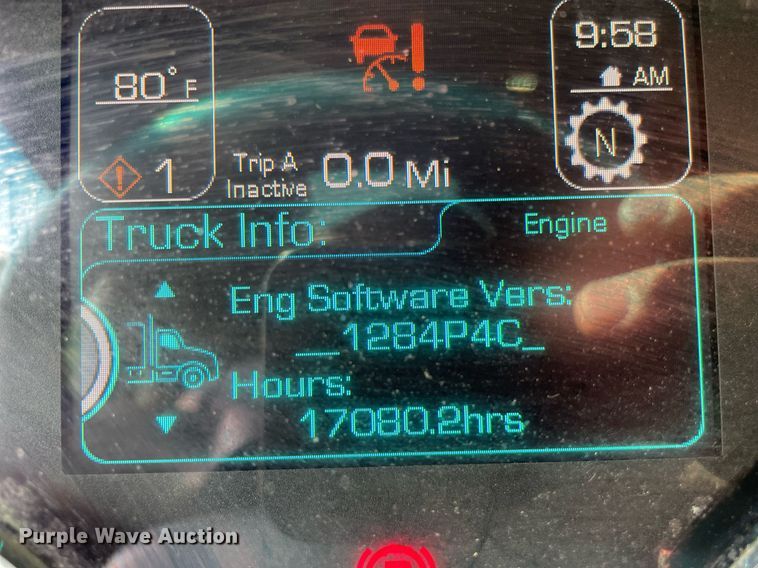 80°F
9:58
AM
N
! 1
Trip A
Inactive
0.0 Mi
Truck Info:
Engine
Eng Software Vers:
__1284P4C_
Hours:
17080.2hrs
Purple Wave Auction